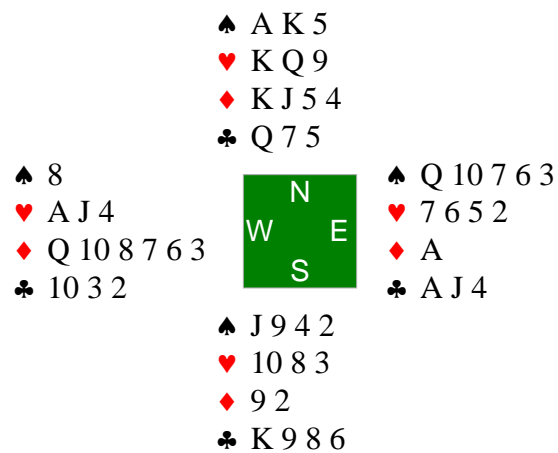 ♠ A K 5
♥ K Q 9
♦ K J 5 4
♣ Q 7 5
♠ 8
♥ A J 4
♦ Q 10 8 7 6 3
♣ 10 3 2
N
W E
S
♠ Q 10 7 6 3
♥ 7 6 5 2
♦ A
♣ A J 4
♠ J 9 4 2
♥ 10 8 3
♦ 9 2
♣ K 9 8 6